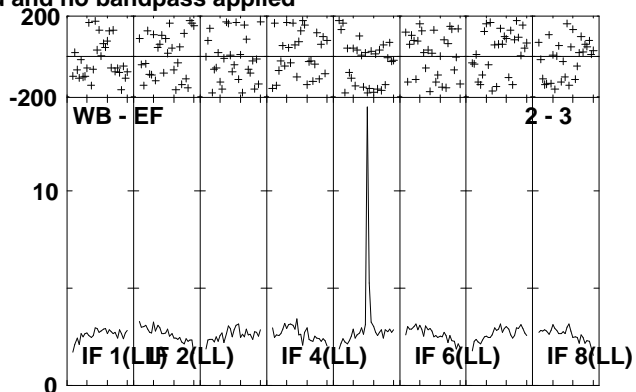 and no bandpass applied
200
-200
WB - EF 2 - 3
10
IF 1(LL) IF 2(LL) IF 4(LL) IF 6(LL) IF 8(LL)
0